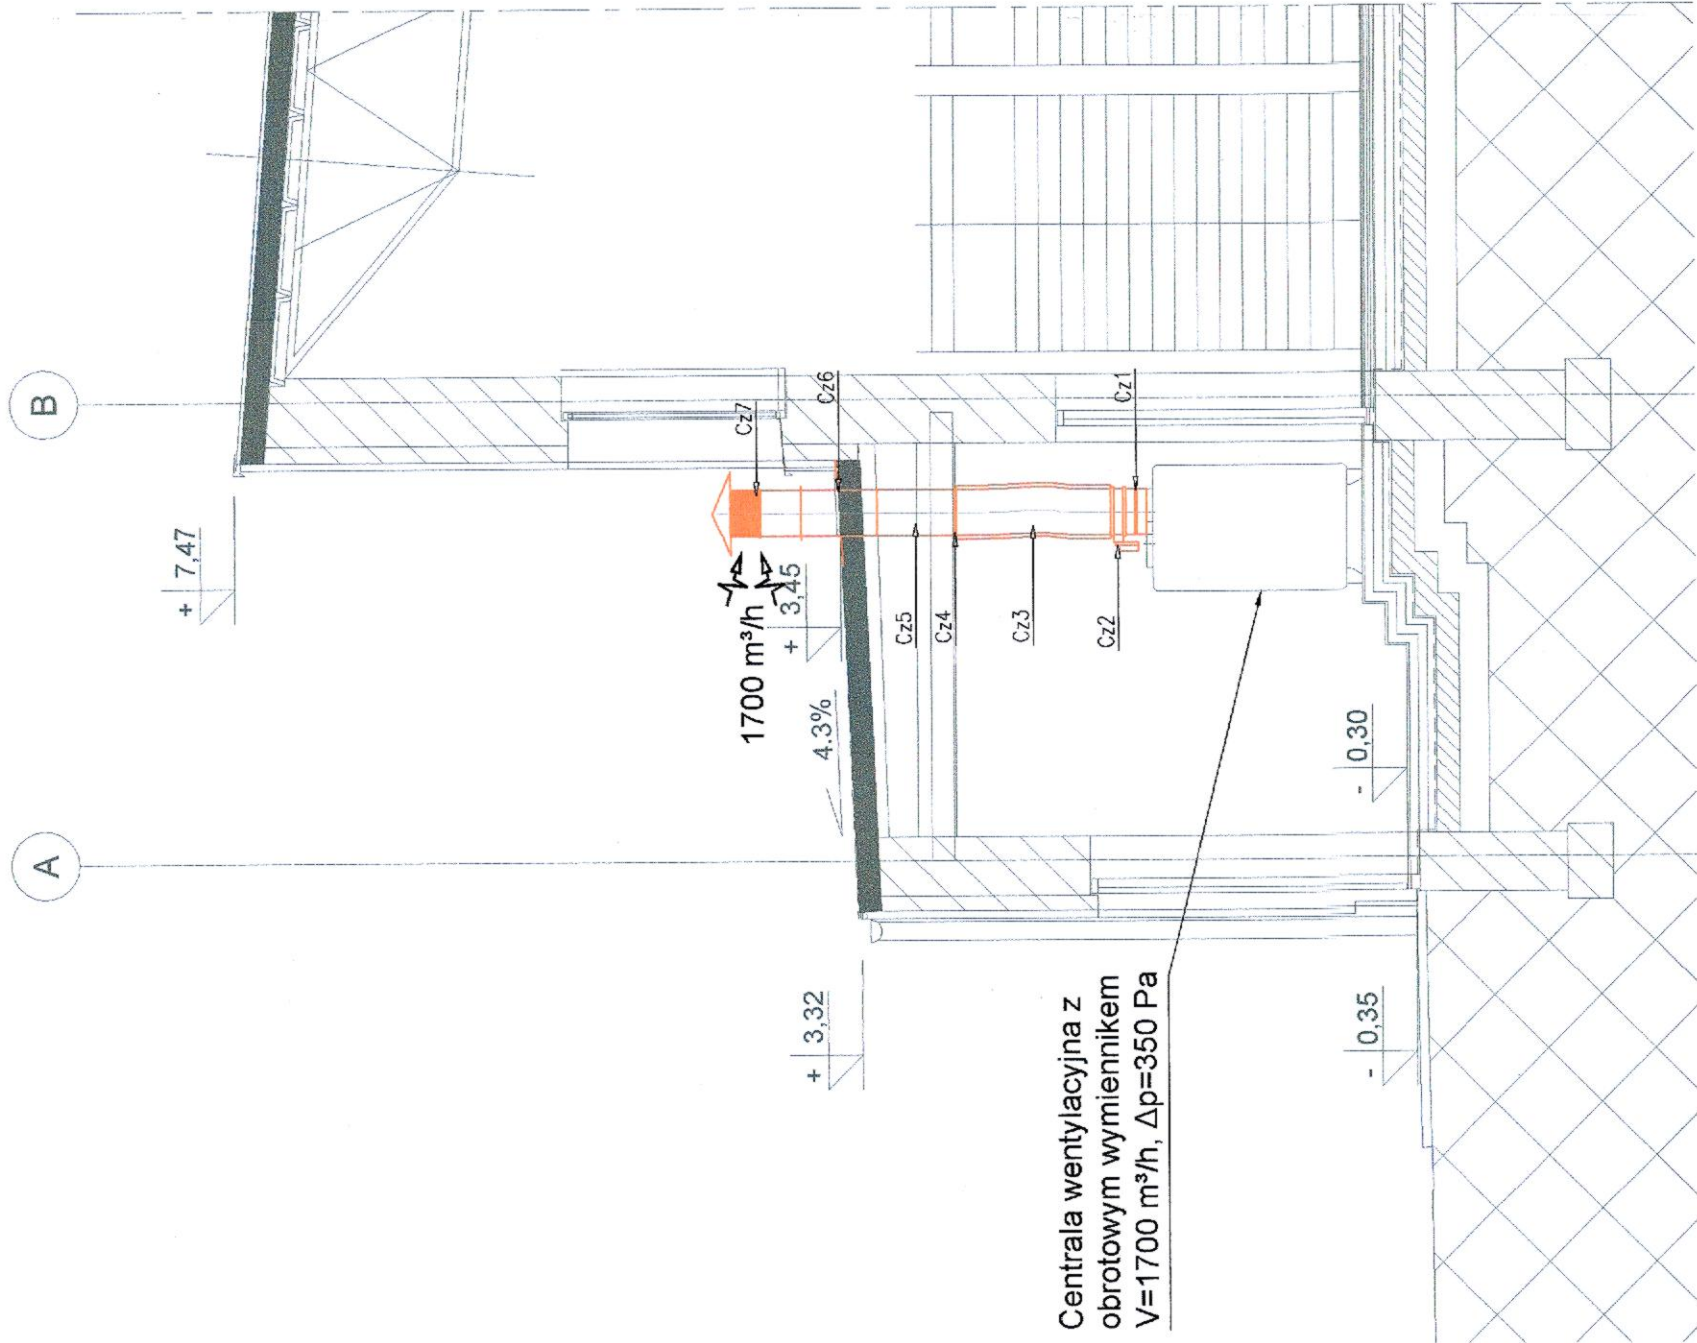 B
A
+ 7,47
+ 3,45
1700 m³/h
4.3%
+ 3,32
Cz7
Cz6
Cz5
Cz4
Cz3
Cz2
Cz1
- 0,30
- 0,35
Centrala wentylacyjna z
obrotowym wymiennikem
V=1700 m³/h, Δp=350 Pa